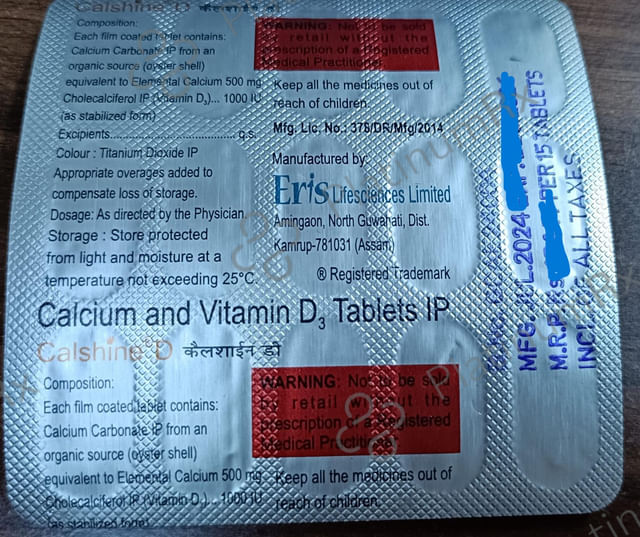 Calshine D कैलशाईन डी
Composition:
Each film coated tablet contains:
Calcium Carbonate IP from an
organic source (oyster shell)
equivalent to Elemental Calcium 500 mg
Cholecalciferol IP (Vitamin D3)... 1000 IU
(as stabilized form)
Excipients.................................. q.s.
Colour : Titanium Dioxide IP
Appropriate overages added to
compensate loss of storage.
Dosage: As directed by the Physician
Storage : Store protected
from light and moisture at a
temperature not exceeding 25°C.
WARNING: Not to be sold
by retail without the
prescription of a Registered
Medical Practitioner.
Keep all the medicines out of
reach of children.
Mfg. Lic. No.: 378/DR/Mfg/2014
Manufactured by:
Eris Lifesciences Limited
Amingaon, North Guwahati, Dist.
Kamrup-781031 (Assam)
® Registered Trademark
Calcium and Vitamin D3 Tablets IP
Calshine D कैलशाईन डी
Composition:
Each film coated tablet contains:
Calcium Carbonate IP from an
organic source (oyster shell)
equivalent to Elemental Calcium 500 mg
Cholecalciferol IP (Vitamin D3)... 1000 IU
(as stabilized form)
WARNING: Not to be sold
by retail without the
prescription of a Registered
Medical Practitioner.
Keep all the medicines out of
reach of children.
B.NO.
MFG. JUL.2024
M.R.P. Rs. PER 15 TABLETS
INCL. OF ALL TAXES